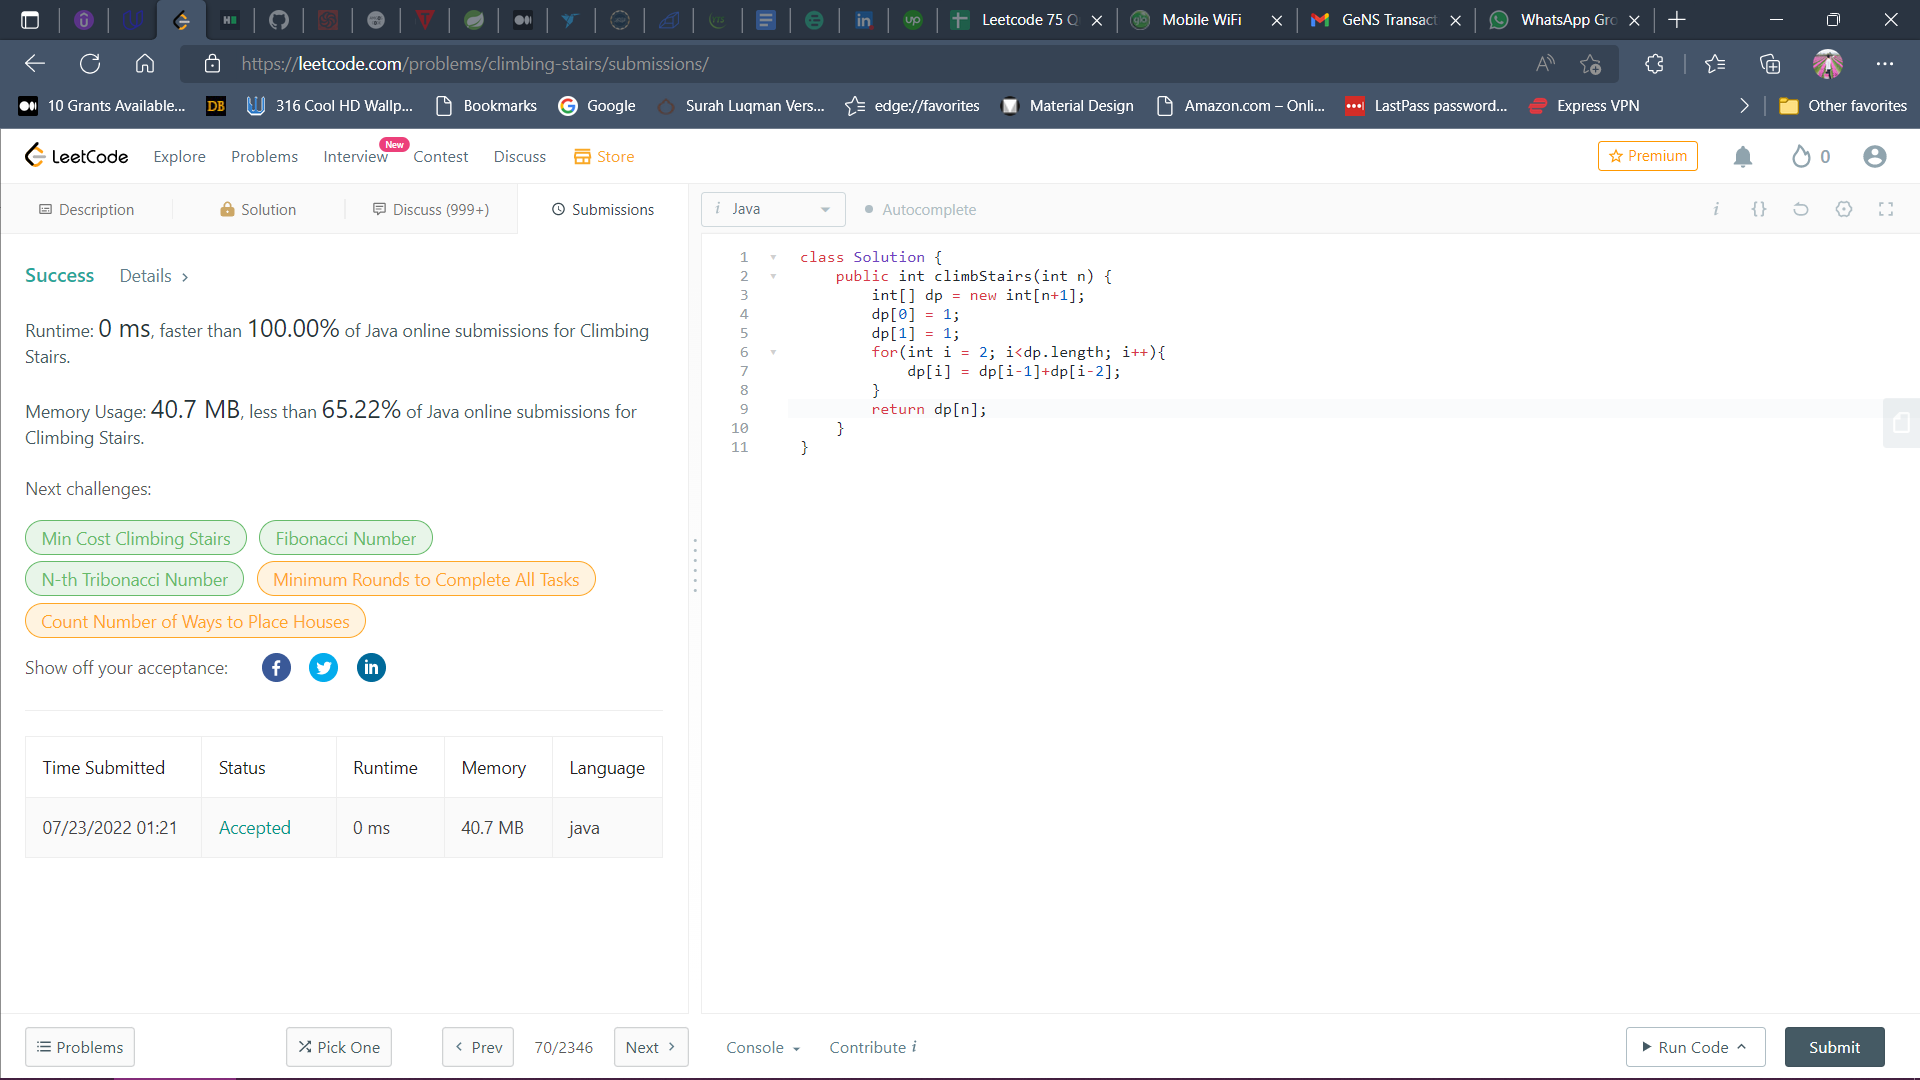 Leetcode 75 Q
Mobile WiFi
GeNS Transact
WhatsApp Gro
https://leetcode.com/problems/climbing-stairs/submissions/
10 Grants Available...
DB
316 Cool HD Wallp...
Bookmarks
Google
Surah Luqman Vers...
edge://favorites
Material Design
Amazon.com – Onli...
LastPass password...
Express VPN
Other favorites
LeetCode
Explore
Problems
Interview
New
Contest
Discuss
Store
Premium
0
Description
Solution
Discuss (999+)
Submissions
i Java
Autocomplete
i {}
Success
Details >
Runtime: 0 ms, faster than 100.00% of Java online submissions for Climbing
Stairs.
Memory Usage: 40.7 MB, less than 65.22% of Java online submissions for
Climbing Stairs.
Next challenges:
Min Cost Climbing Stairs
Fibonacci Number
N-th Tribonacci Number
Minimum Rounds to Complete All Tasks
Count Number of Ways to Place Houses
Show off your acceptance:
Time Submitted Status Runtime Memory Language
07/23/2022 01:21 Accepted 0 ms 40.7 MB java
1 class Solution {
2 public int climbStairs(int n) {
3 int[] dp = new int[n+1];
4 dp[0] = 1;
5 dp[1] = 1;
6 for(int i = 2; i<dp.length; i++){
7 dp[i] = dp[i-1]+dp[i-2];
8 }
9 return dp[n];
10 }
11 }
Problems
Pick One
Prev
70/2346
Next
Console
Contribute i
Run Code
Submit